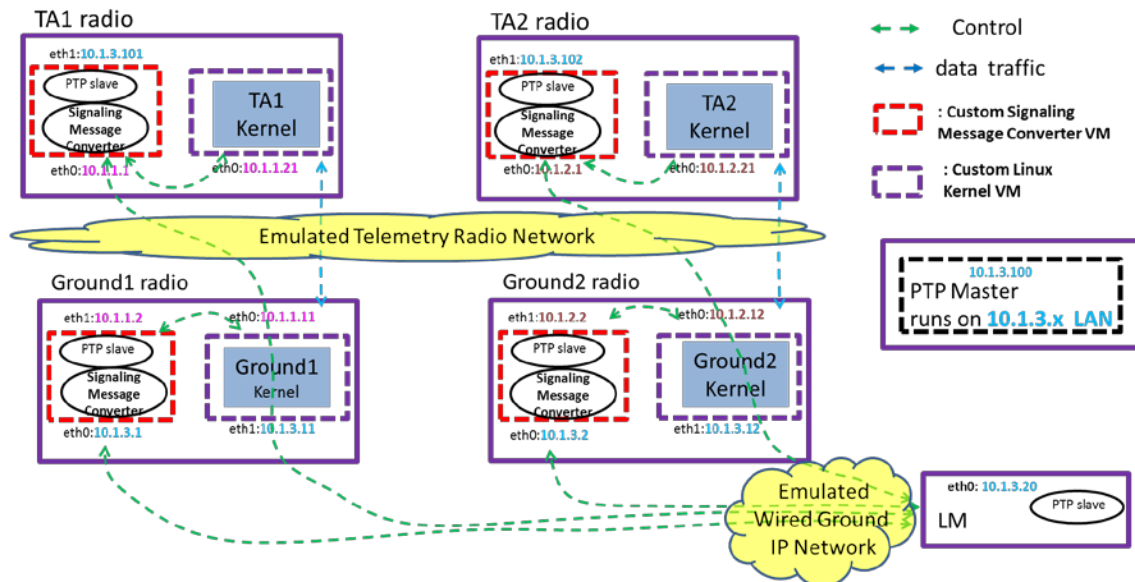 TA1 radio
eth1:10.1.3.101
PTP slave
Signaling
Message
Converter
eth0:10.1.1.1
TA1
Kernel
eth0:10.1.1.21
TA2 radio
eth1:10.1.3.102
PTP slave
Signaling
Message
Converter
eth0:10.1.2.1
TA2
Kernel
eth0:10.1.2.21
Control
data traffic
: Custom Signaling
Message Converter VM
: Custom Linux
Kernel VM
Emulated Telemetry Radio Network
10.1.3.100
PTP Master
runs on 10.1.3.x LAN
Ground1 radio
eth1:10.1.1.2
PTP slave
Signaling
Message
Converter
eth0:10.1.3.1
eth0:10.1.1.11
Ground1
Kernel
eth1:10.1.3.11
Ground2 radio
eth1:10.1.2.2
PTP slave
Signaling
Message
Converter
eth0:10.1.3.2
eth0:10.1.2.12
Ground2
Kernel
eth1:10.1.3.12
Emulated
Wired Ground
IP Network
eth0: 10.1.3.20
PTP slave
LM